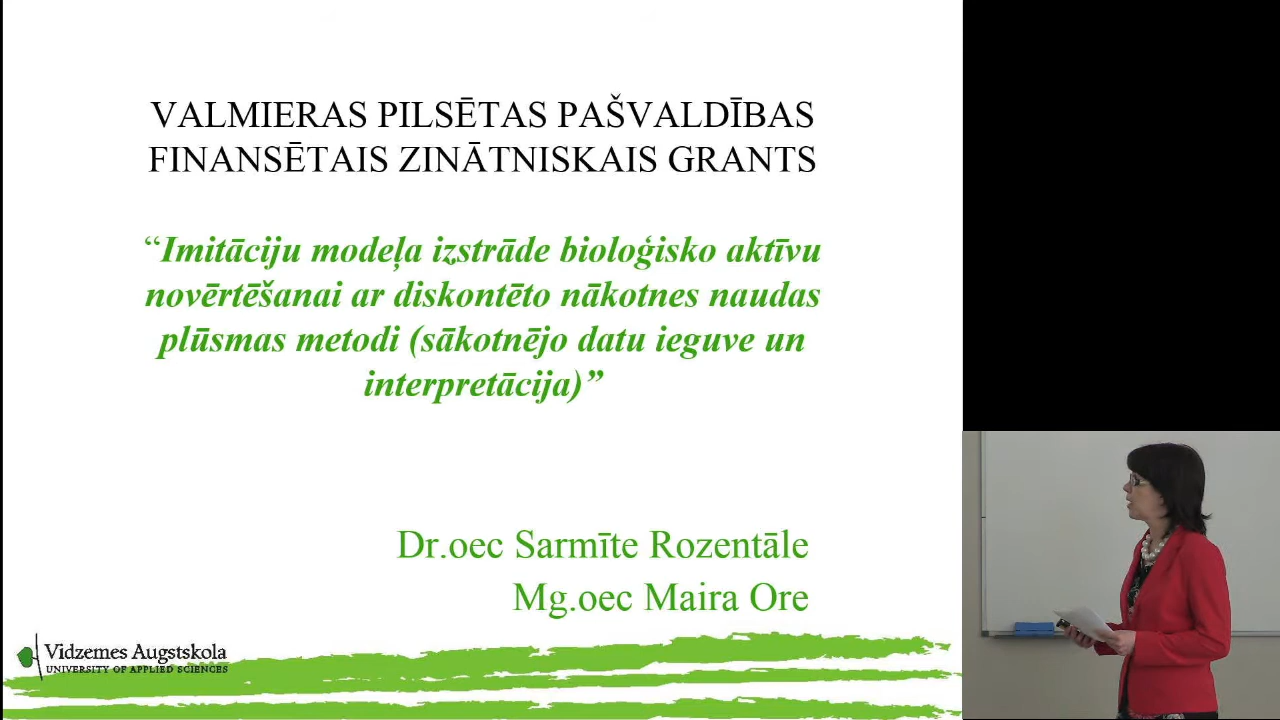 VALMIERAS PILSĒTAS PAŠVALDĪBAS
FINANSĒTAIS ZINĀTNISKAIS GRANTS
“Imitāciju modeļa izstrāde bioloģisko aktīvu
novērtēšanai ar diskontēto nākotnes naudas
plūsmas metodi (sākotnējo datu ieguve un
interpretācija)”
Dr.oec Sarmīte Rozentāle
Mg.oec Maira Ore
Vidzemes Augstskola
UNIVERSITY OF APPLIED SCIENCES